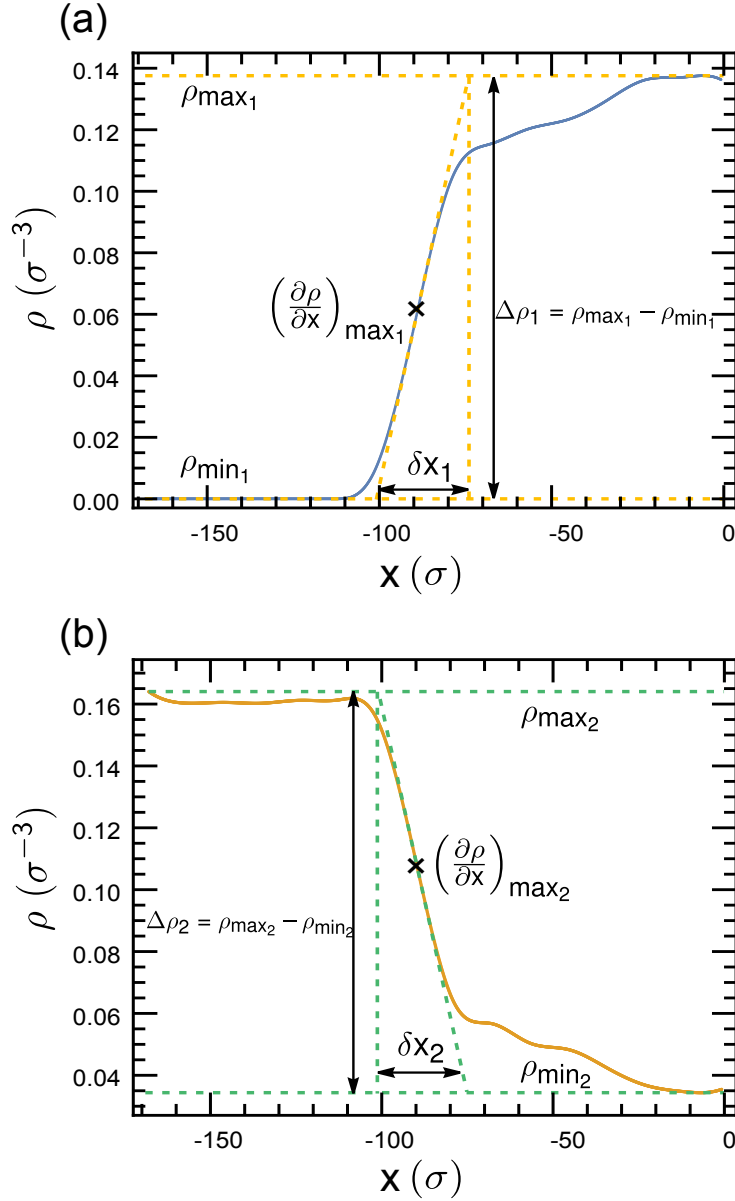 (a)
0.14
ρmax₁
0.12
0.10
0.08
ρ (σ⁻³)
(∂ρ/∂x)max₁
Δρ₁ = ρmax₁ − ρmin₁
0.06
0.04
0.02
ρmin₁
δx₁
0.00
-150 -100 -50 0
x (σ)
(b)
0.16
ρmax₂
0.14
0.12
ρ (σ⁻³)
(∂ρ/∂x)max₂
0.10
Δρ₂ = ρmax₂ − ρmin₂
0.08
0.06
δx₂
ρmin₂
0.04
-150 -100 -50 0
x (σ)